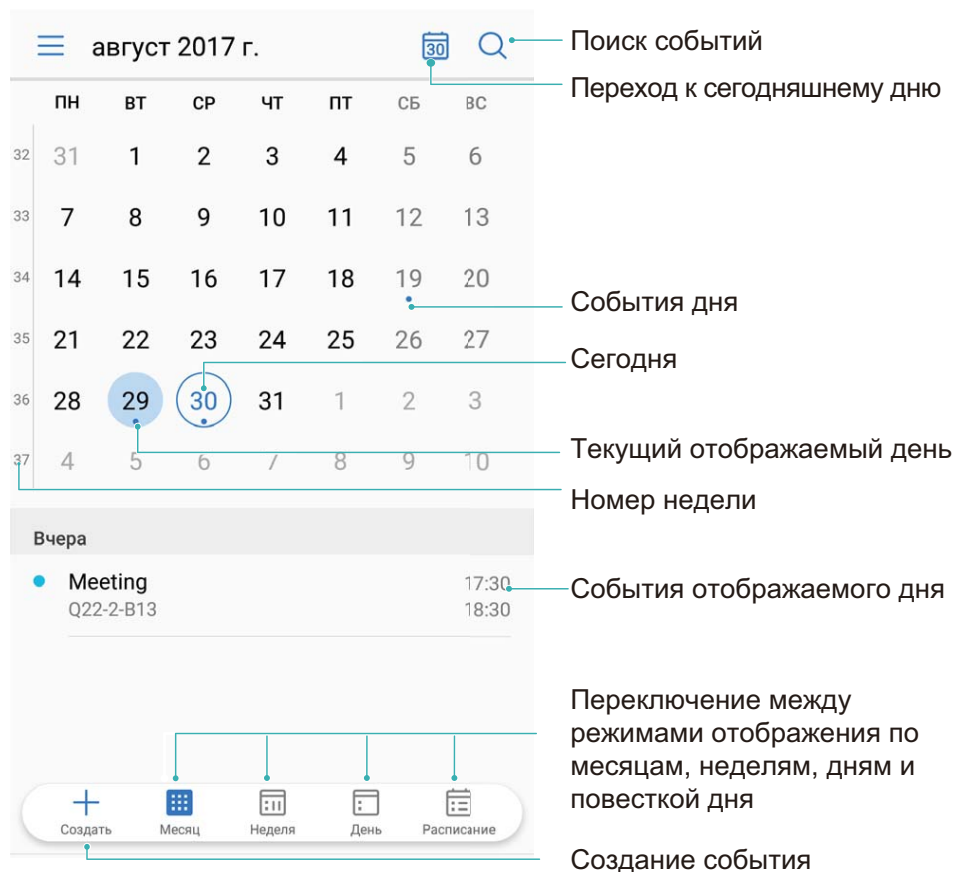 август 2017 г.
30
Поиск событий
Переход к сегодняшнему дню
ПН ВТ СР ЧТ ПТ СБ ВС
32 31 1 2 3 4 5 6
33 7 8 9 10 11 12 13
34 14 15 16 17 18 19 20
События дня
35 21 22 23 24 25 26 27
Сегодня
36 28 29 30 31 1 2 3
Текущий отображаемый день
37 4 5 6 7 8 9 10
Номер недели
Вчера
Meeting 17:30
Q22-2-B13 18:30
События отображаемого дня
Переключение между
режимами отображения по
месяцам, неделям, дням и
повесткой дня
Создать Месяц Неделя День Расписание
Создание события